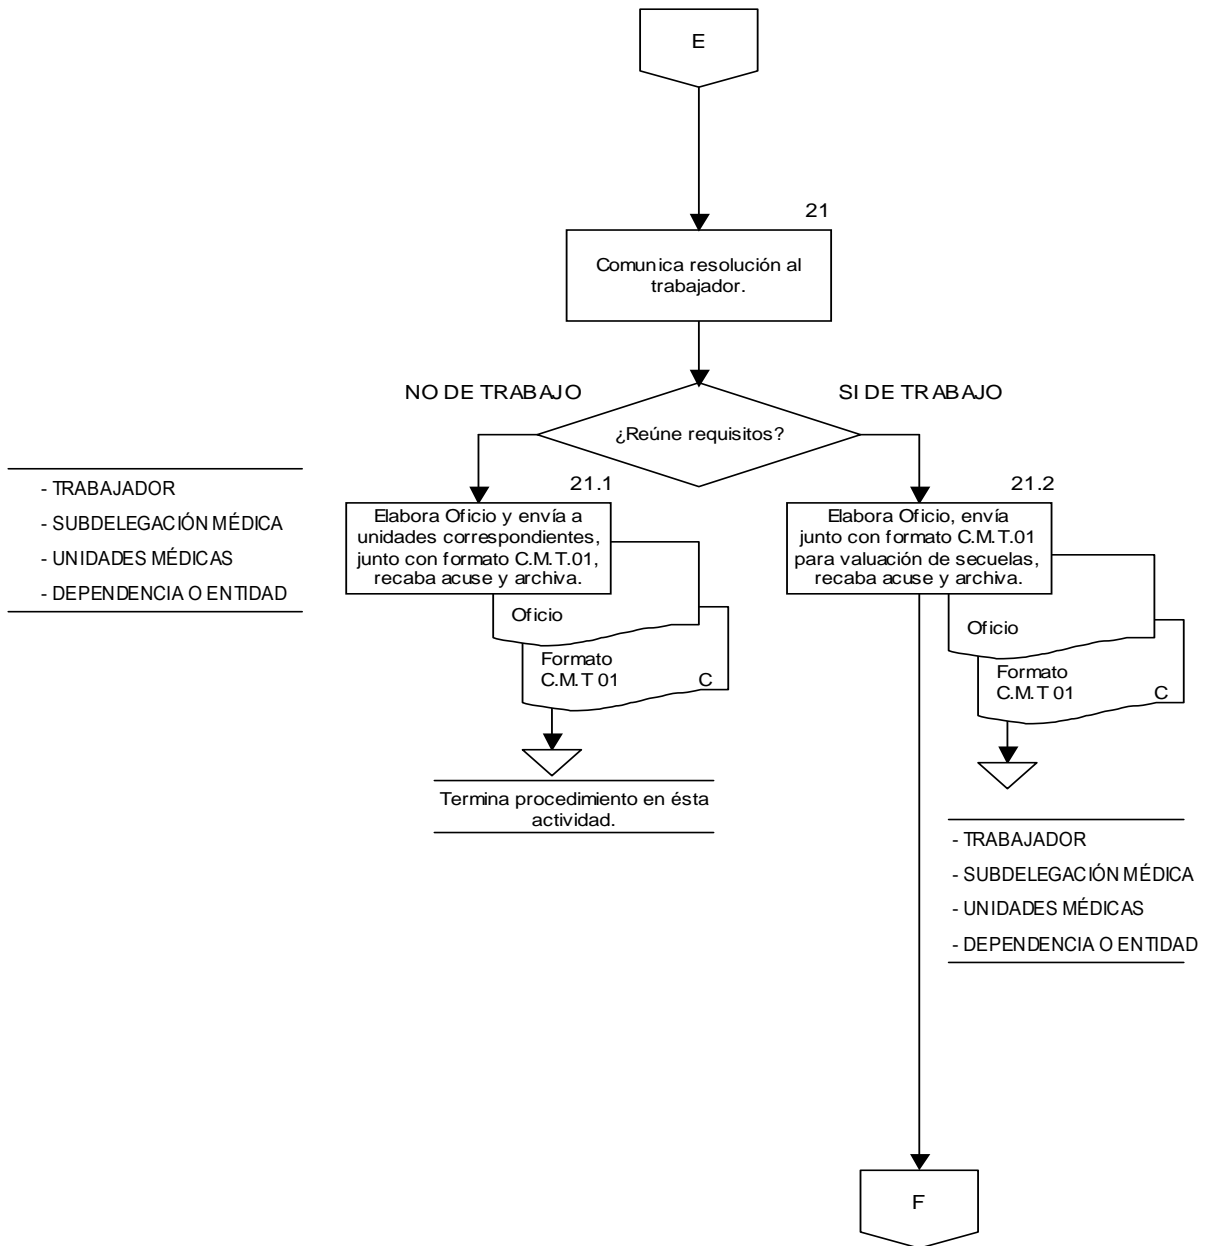 E
21
Comunica resolución al
trabajador.
NO DE TRABAJO
SI DE TRABAJO
¿Reúne requisitos?
- TRABAJADOR
- SUBDELEGACIÓN MÉDICA
- UNIDADES MÉDICAS
- DEPENDENCIA O ENTIDAD
21.1
Elabora Oficio y envía a
unidades correspondientes,
junto con formato C.M.T.01,
recaba acuse y archiva.
Oficio
Formato
C.M.T 01 C
Termina procedimiento en ésta
actividad.
21.2
Elabora Oficio, envía
junto con formato C.M.T.01
para valuación de secuelas,
recaba acuse y archiva.
Oficio
Formato
C.M.T 01 C
- TRABAJADOR
- SUBDELEGACIÓN MÉDICA
- UNIDADES MÉDICAS
- DEPENDENCIA O ENTIDAD
F